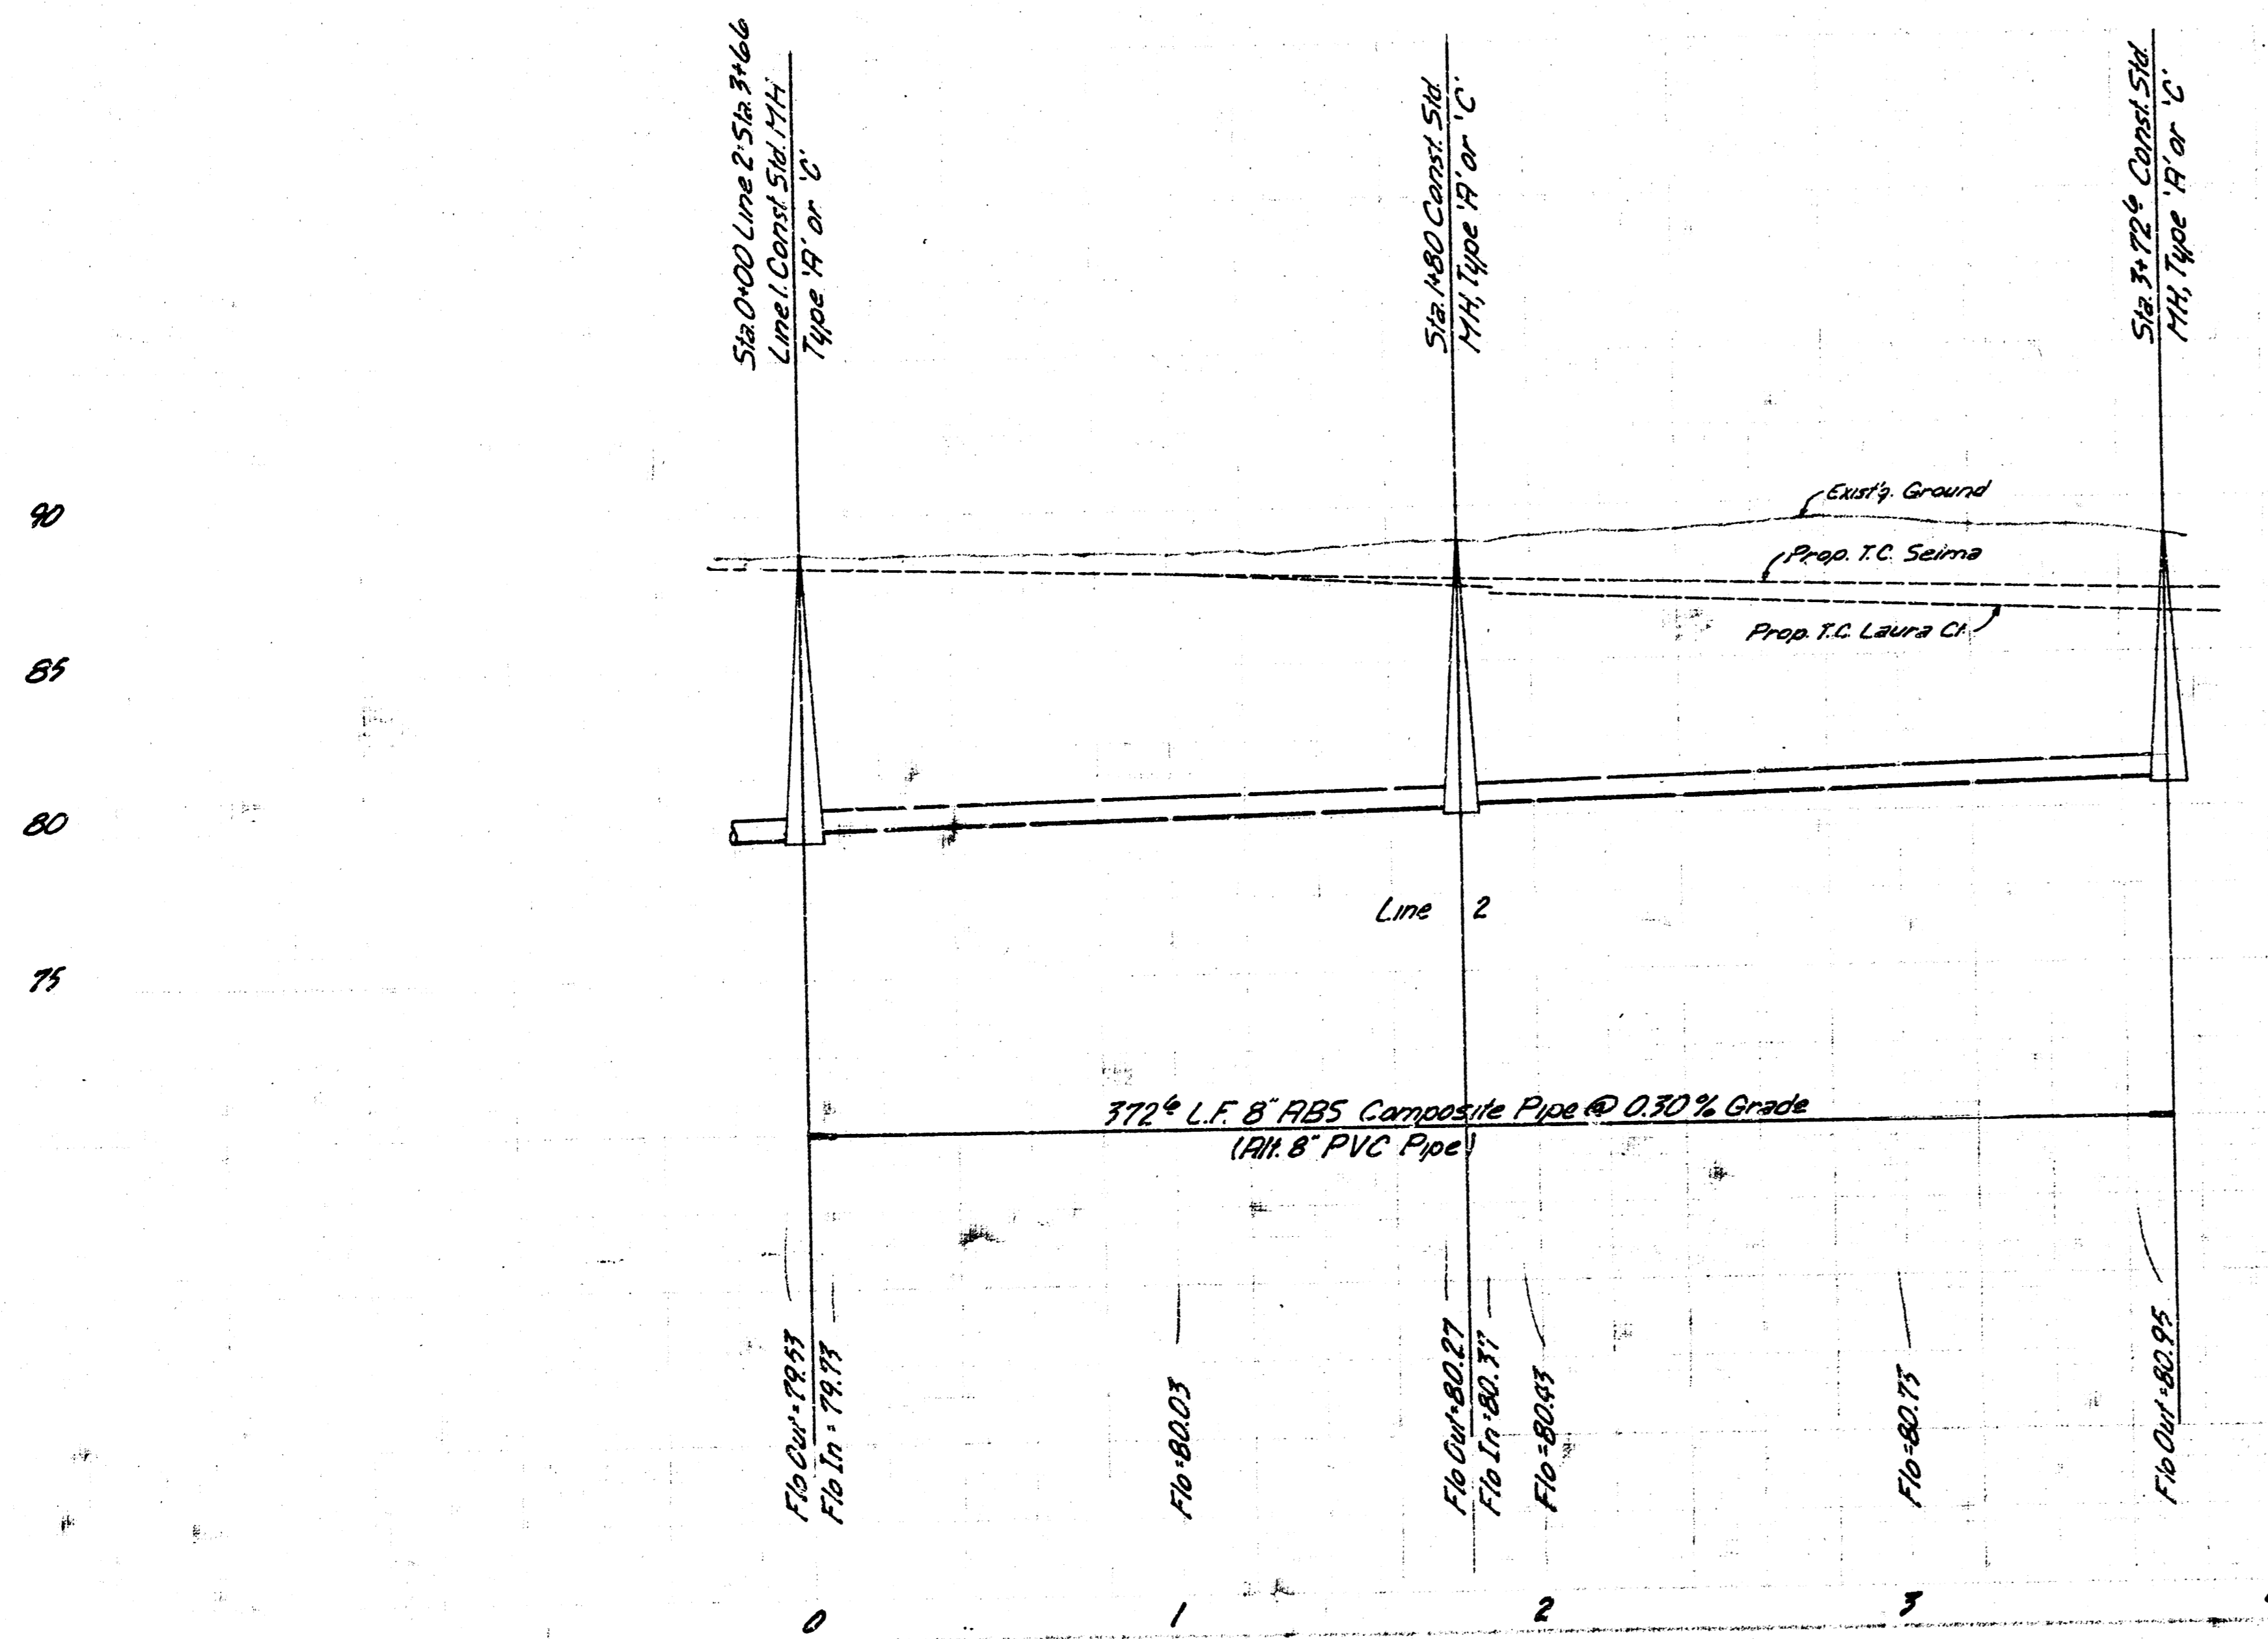 Sta. 0+00 Line 2=Sta. 3+66
Line 1. Const. Std. MH
Type 'A' or 'C'
Sta. 1+80 Const. Std.
MH, Type 'A' or 'C'
Sta. 3+72⁶ Const. Std.
MH, Type 'A' or 'C'
90
85
80
75
Exist'g. Ground
Prop. T.C. Seima
Prop. T.C. Laura Ct.
Line 2
372⁶ L.F. 8" ABS Composite Pipe @ 0.30% Grade
(Alt. 8" PVC Pipe)
Flo Out=79.53
Flo In=79.73
Flo=80.03
Flo Out=80.27
Flo In=80.37
Flo=80.43
Flo=80.73
Flo Out=80.95
0 1 2 3